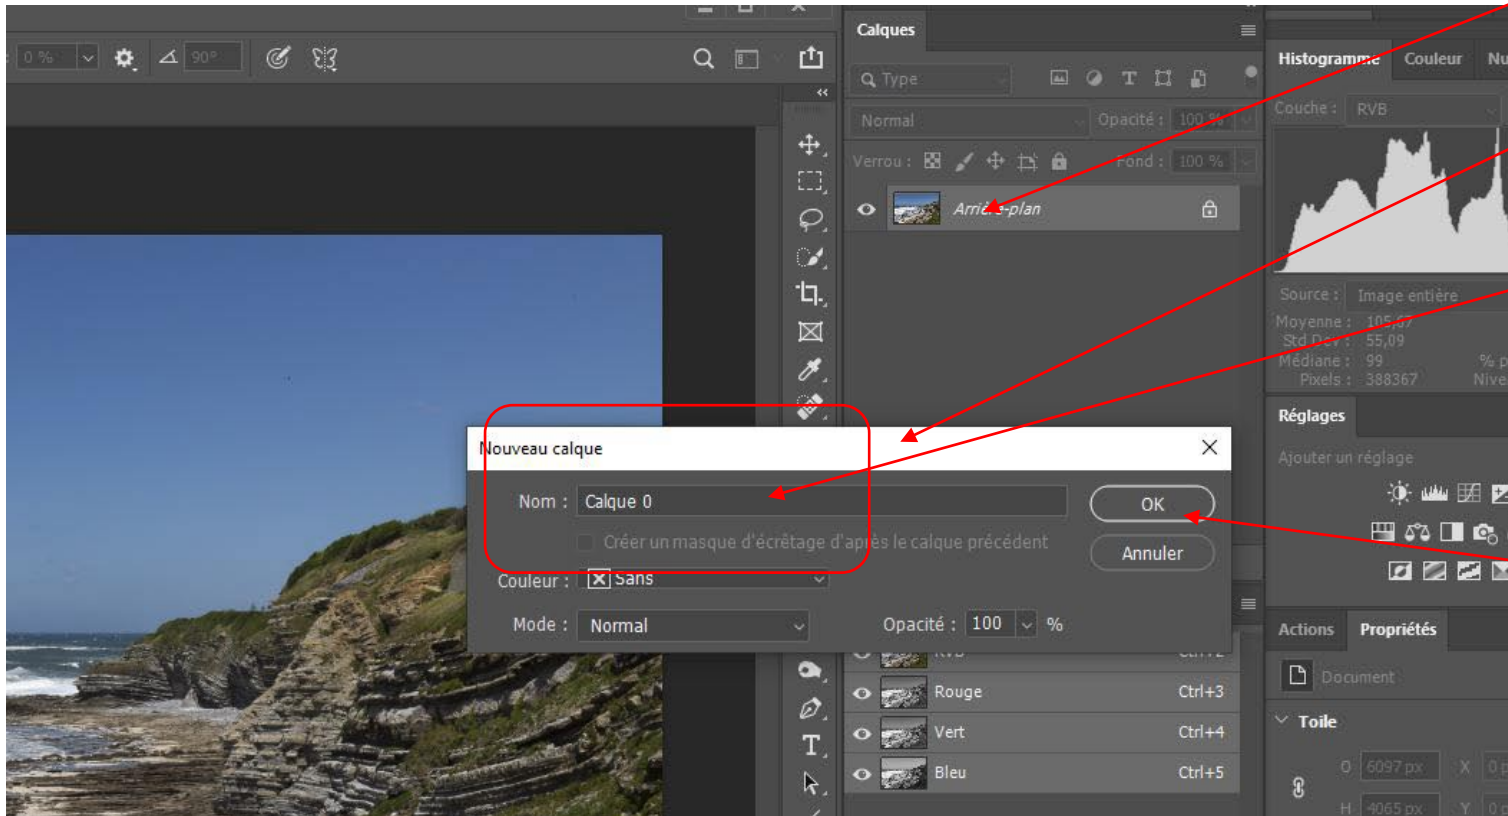 0 %
90°
Calques
Type
Normal
Opacité :
100 %
Verrou :
Fond :
100 %
Arrière-plan
Histogramme
Couleur
Couche :
RVB
Source :
Image entière
Moyenne :
105,67
Std Dev :
55,09
Médiane :
99
Pixels :
388367
Réglages
Ajouter un réglage
Nouveau calque
Nom :
Calque 0
OK
Créer un masque d'écrêtage d'après le calque précédent
Annuler
Couleur :
Sans
Mode :
Normal
Opacité :
100
%
Rouge
Ctrl+3
Vert
Ctrl+4
Bleu
Ctrl+5
Actions
Propriétés
Document
Toile
6097 px
X
H
4065 px
Y